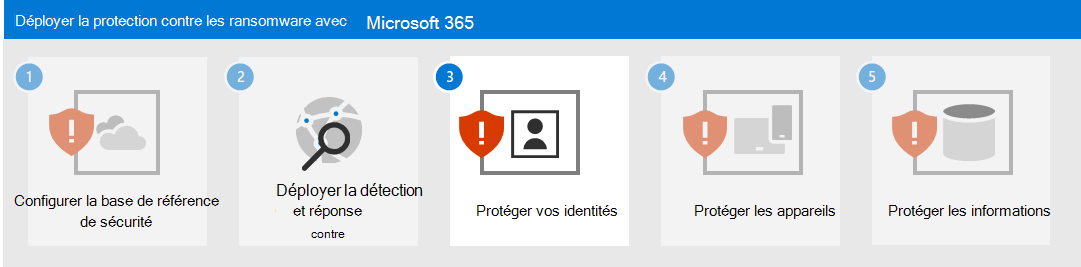 Déployer la protection contre les ransomware avec Microsoft 365
1
2
3
4
5
Configurer la base de référence
de sécurité
Déployer la détection
et réponse
contre
Protéger vos identités
Protéger les appareils
Protéger les informations